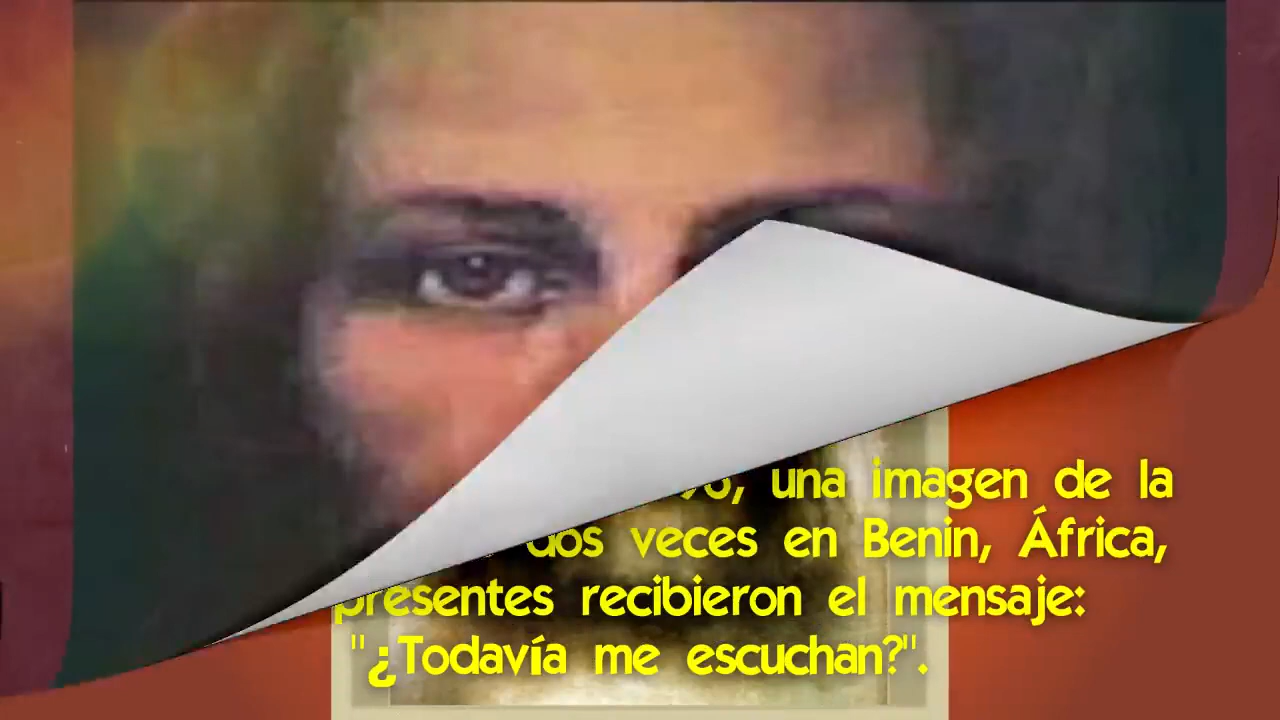 una imagen de la
dos veces en Benin, África,
presentes recibieron el mensaje:
"¿Todavía me escuchan?".